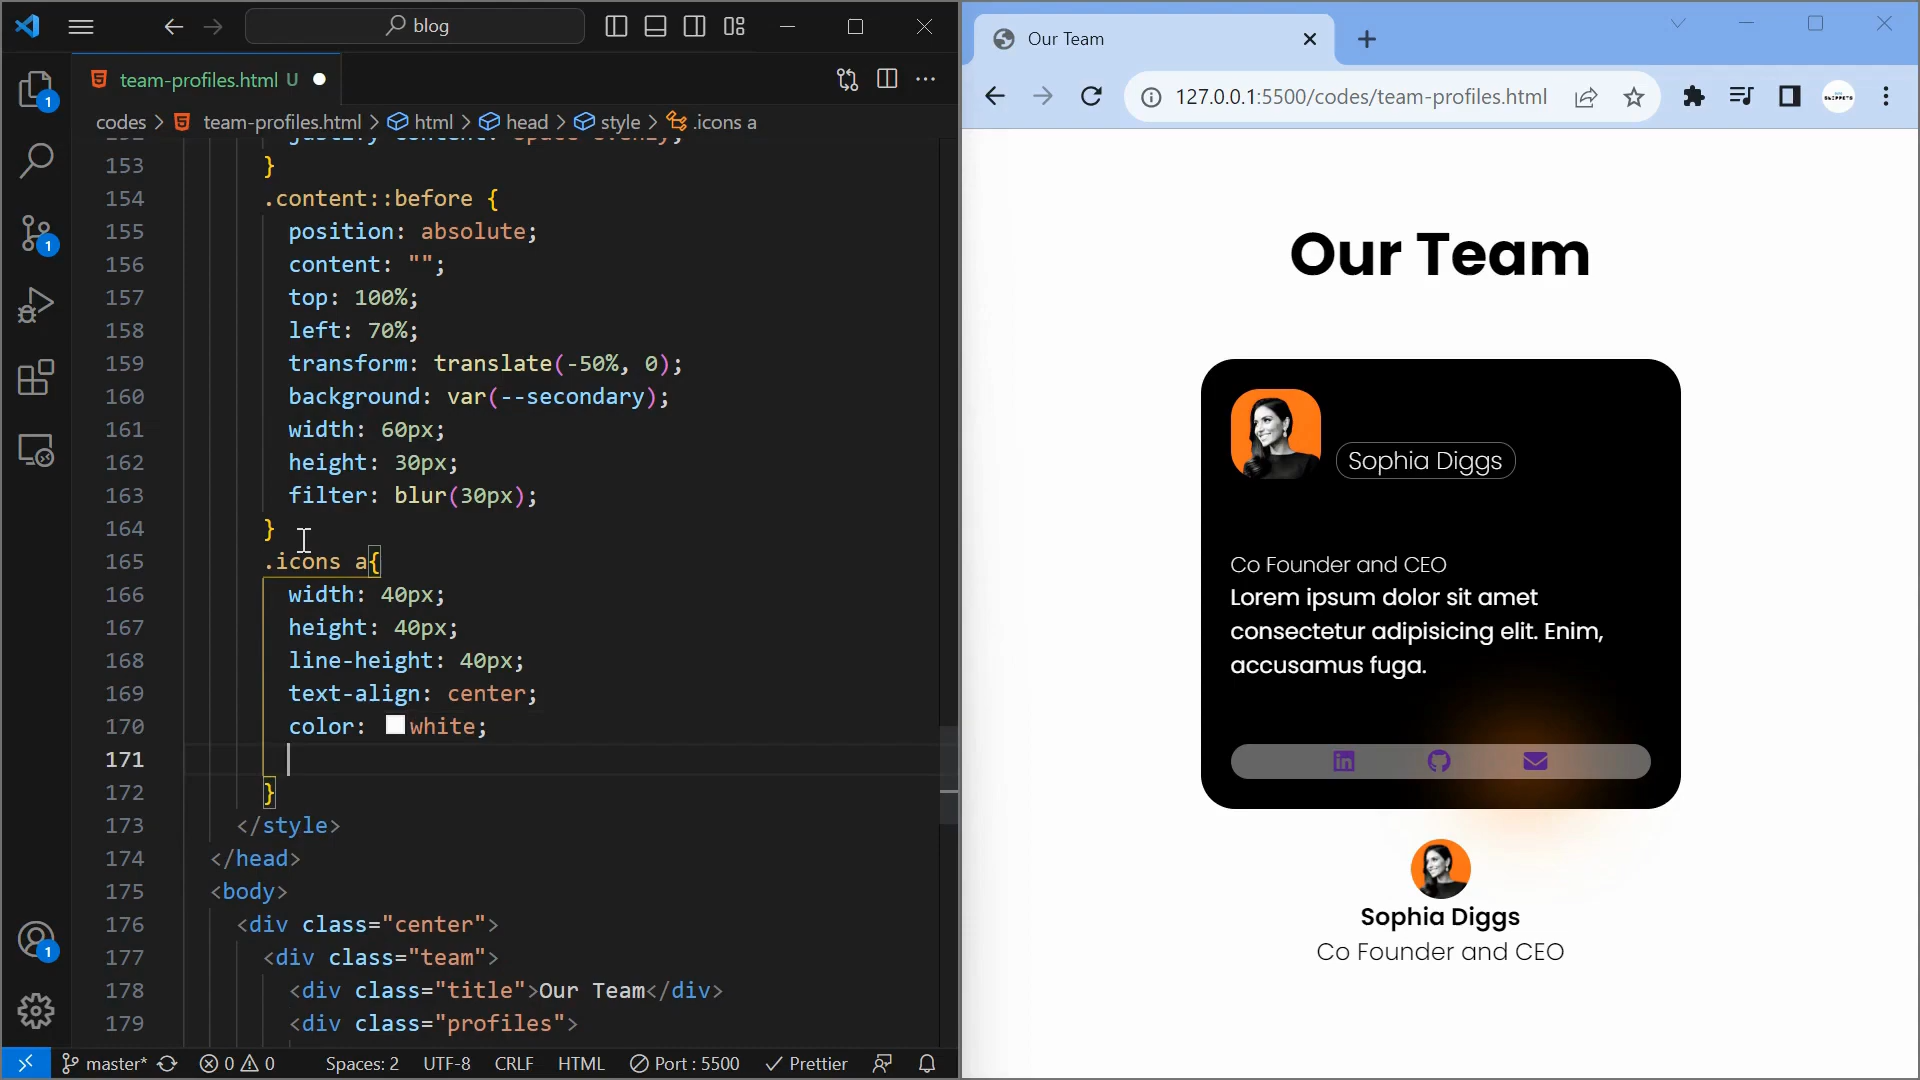 blog
Our Team
team-profiles.html U
127.0.0.1:5500/codes/team-profiles.html
codes > team-profiles.html > html > head > style > .icons a
153 }
154 .content::before {
155 position: absolute;
156 content: "";
157 top: 100%;
158 left: 70%;
159 transform: translate(-50%, 0);
160 background: var(--secondary);
161 width: 60px;
162 height: 30px;
163 filter: blur(30px);
164 }
165 .icons a{
166 width: 40px;
167 height: 40px;
168 line-height: 40px;
169 text-align: center;
170 color: white;
171
172 }
173 </style>
174 </head>
175 <body>
176 <div class="center">
177 <div class="team">
178 <div class="title">Our Team</div>
179 <div class="profiles">
1
1
1
master* 0 0 Spaces: 2 UTF-8 CRLF HTML Port : 5500 Prettier
Our Team
Sophia Diggs
Co Founder and CEO
Lorem ipsum dolor sit amet
consectetur adipisicing elit. Enim,
accusamus fuga.
Sophia Diggs
Co Founder and CEO